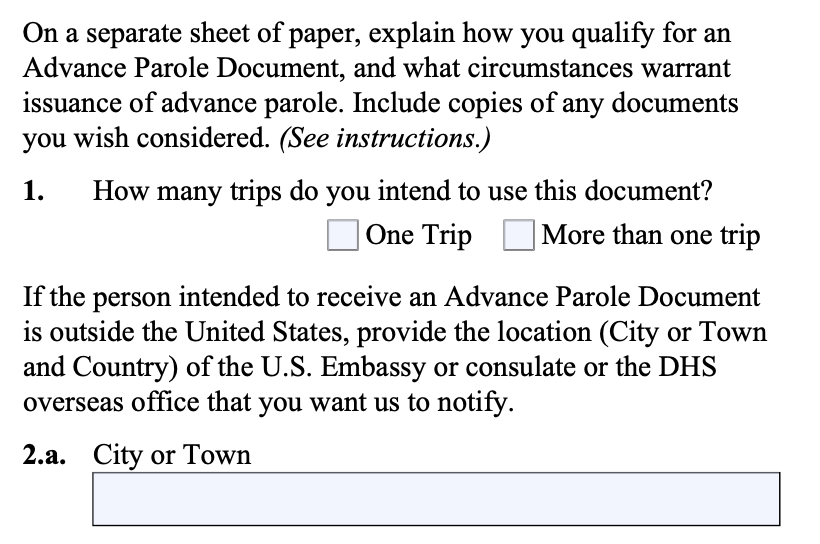 On a separate sheet of paper, explain how you qualify for an
Advance Parole Document, and what circumstances warrant
issuance of advance parole. Include copies of any documents
you wish considered. (See instructions.)
1. How many trips do you intend to use this document?
One Trip More than one trip
If the person intended to receive an Advance Parole Document
is outside the United States, provide the location (City or Town
and Country) of the U.S. Embassy or consulate or the DHS
overseas office that you want us to notify.
2.a. City or Town